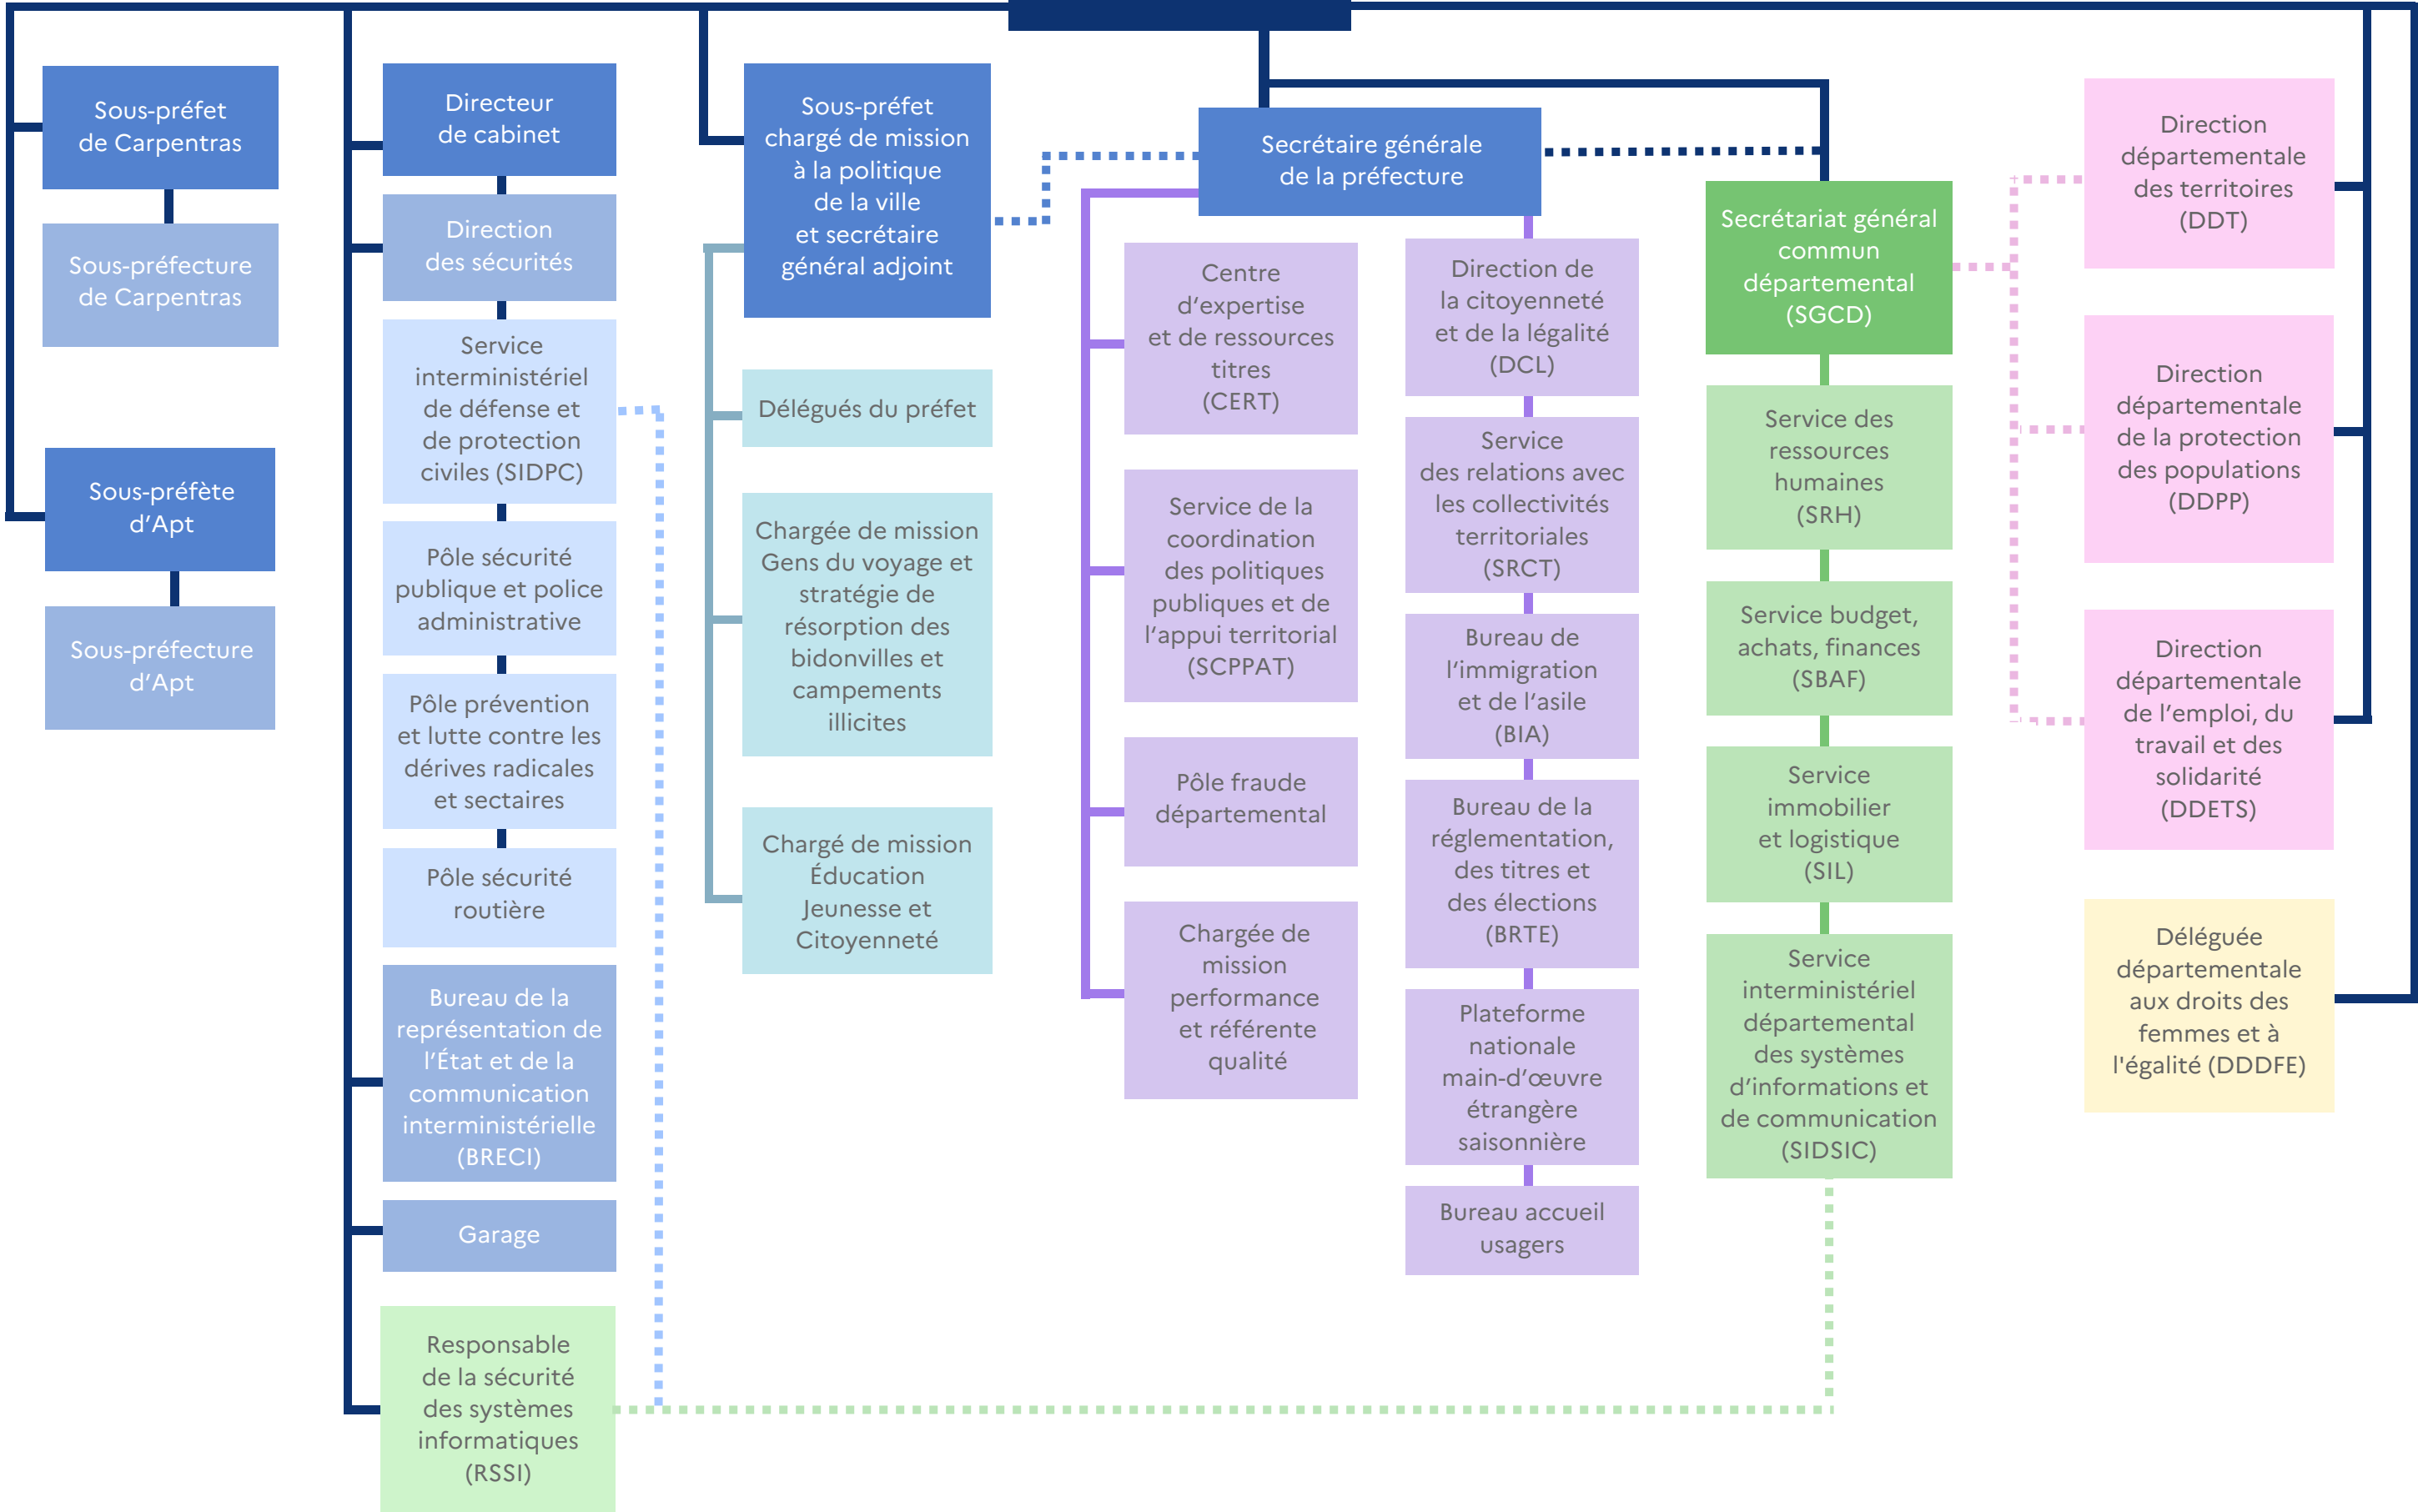 Sous-préfet
de Carpentras
Sous-préfecture
de Carpentras
Sous-préfète
d’Apt
Sous-préfecture
d’Apt
Directeur
de cabinet
Direction
des sécurités
Service
interministériel
de défense et
de protection
civiles (SIDPC)
Pôle sécurité
publique et police
administrative
Pôle prévention
et lutte contre les
dérives radicales
et sectaires
Pôle sécurité
routière
Bureau de la
représentation de
l’État et de la
communication
interministérielle
(BRECI)
Garage
Responsable
de la sécurité
des systèmes
informatiques
(RSSI)
Sous-préfet
chargé de mission
à la politique
de la ville
et secrétaire
général adjoint
Délégués du préfet
Chargée de mission
Gens du voyage et
stratégie de
résorption des
bidonvilles et
campements
illicites
Chargé de mission
Éducation
Jeunesse et
Citoyenneté
Secrétaire générale
de la préfecture
Centre
d’expertise
et de ressources
titres
(CERT)
Service de la
coordination
des politiques
publiques et de
l’appui territorial
(SCPPAT)
Pôle fraude
départemental
Chargée de
mission
performance
et référente
qualité
Direction de
la citoyenneté
et de la légalité
(DCL)
Service
des relations avec
les collectivités
territoriales
(SRCT)
Bureau de
l’immigration
et de l’asile
(BIA)
Bureau de la
réglementation,
des titres et
des élections
(BRTE)
Plateforme
nationale
main-d’œuvre
étrangère
saisonnière
Bureau accueil
usagers
Secrétariat général
commun
départemental
(SGCD)
Service des
ressources
humaines
(SRH)
Service budget,
achats, finances
(SBAF)
Service
immobilier
et logistique
(SIL)
Service
interministériel
départemental
des systèmes
d’informations et
de communication
(SIDSIC)
Direction
départementale
des territoires
(DDT)
Direction
départementale
de la protection
des populations
(DDPP)
Direction
départementale
de l’emploi, du
travail et des
solidarité
(DDETS)
Déléguée
départementale
aux droits des
femmes et à
l'égalité (DDDFE)